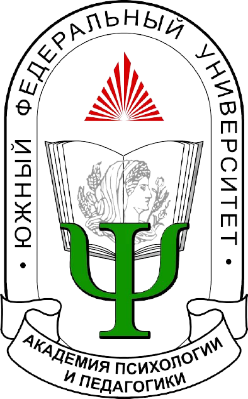 · ЮЖНЫЙ ФЕДЕРАЛЬНЫЙ УНИВЕРСИТЕТ ·
Ψ
АКАДЕМИЯ ПСИХОЛОГИИ
И ПЕДАГОГИКИ